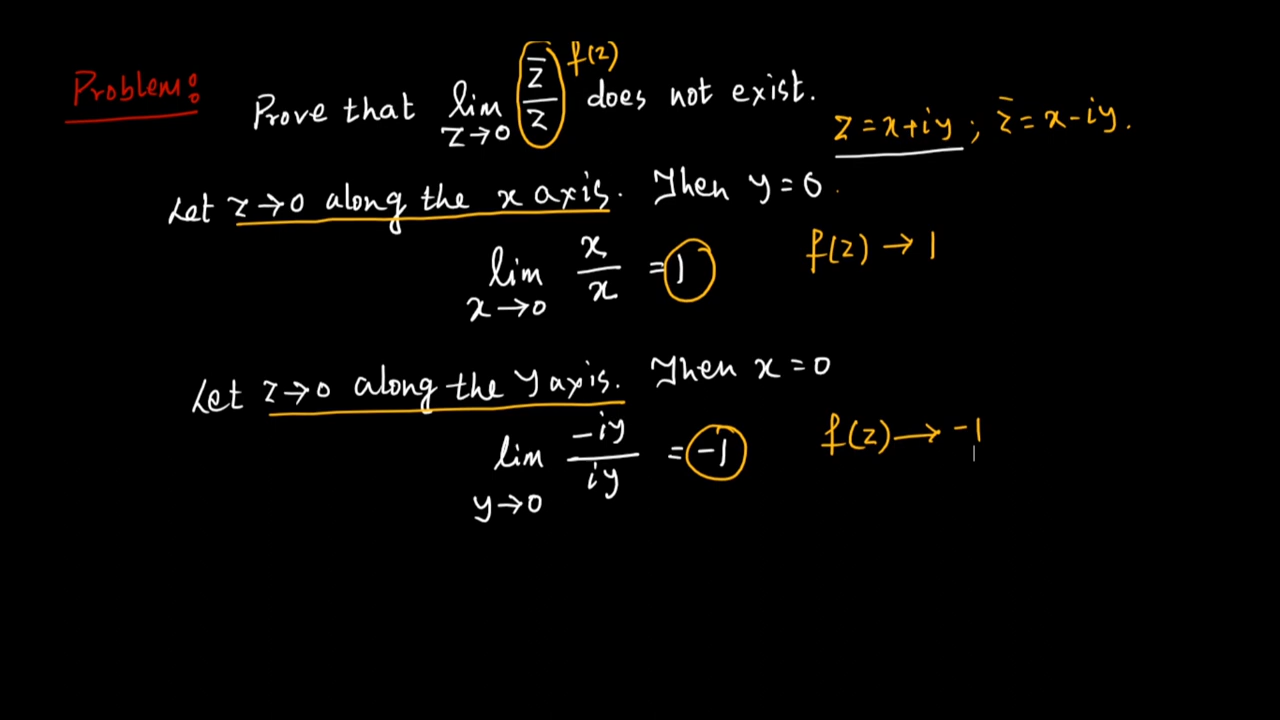 Problem:
Prove that lim z→0 z̄/z does not exist. f(z)
z = x+iy ; z̄ = x-iy.
Let z→0 along the x axis. Then y = 0.
lim x→0 x/x = 1 f(z) → 1
Let z→0 along the y axis. Then x = 0
lim y→0 -iy/iy = -1 f(z) → -1